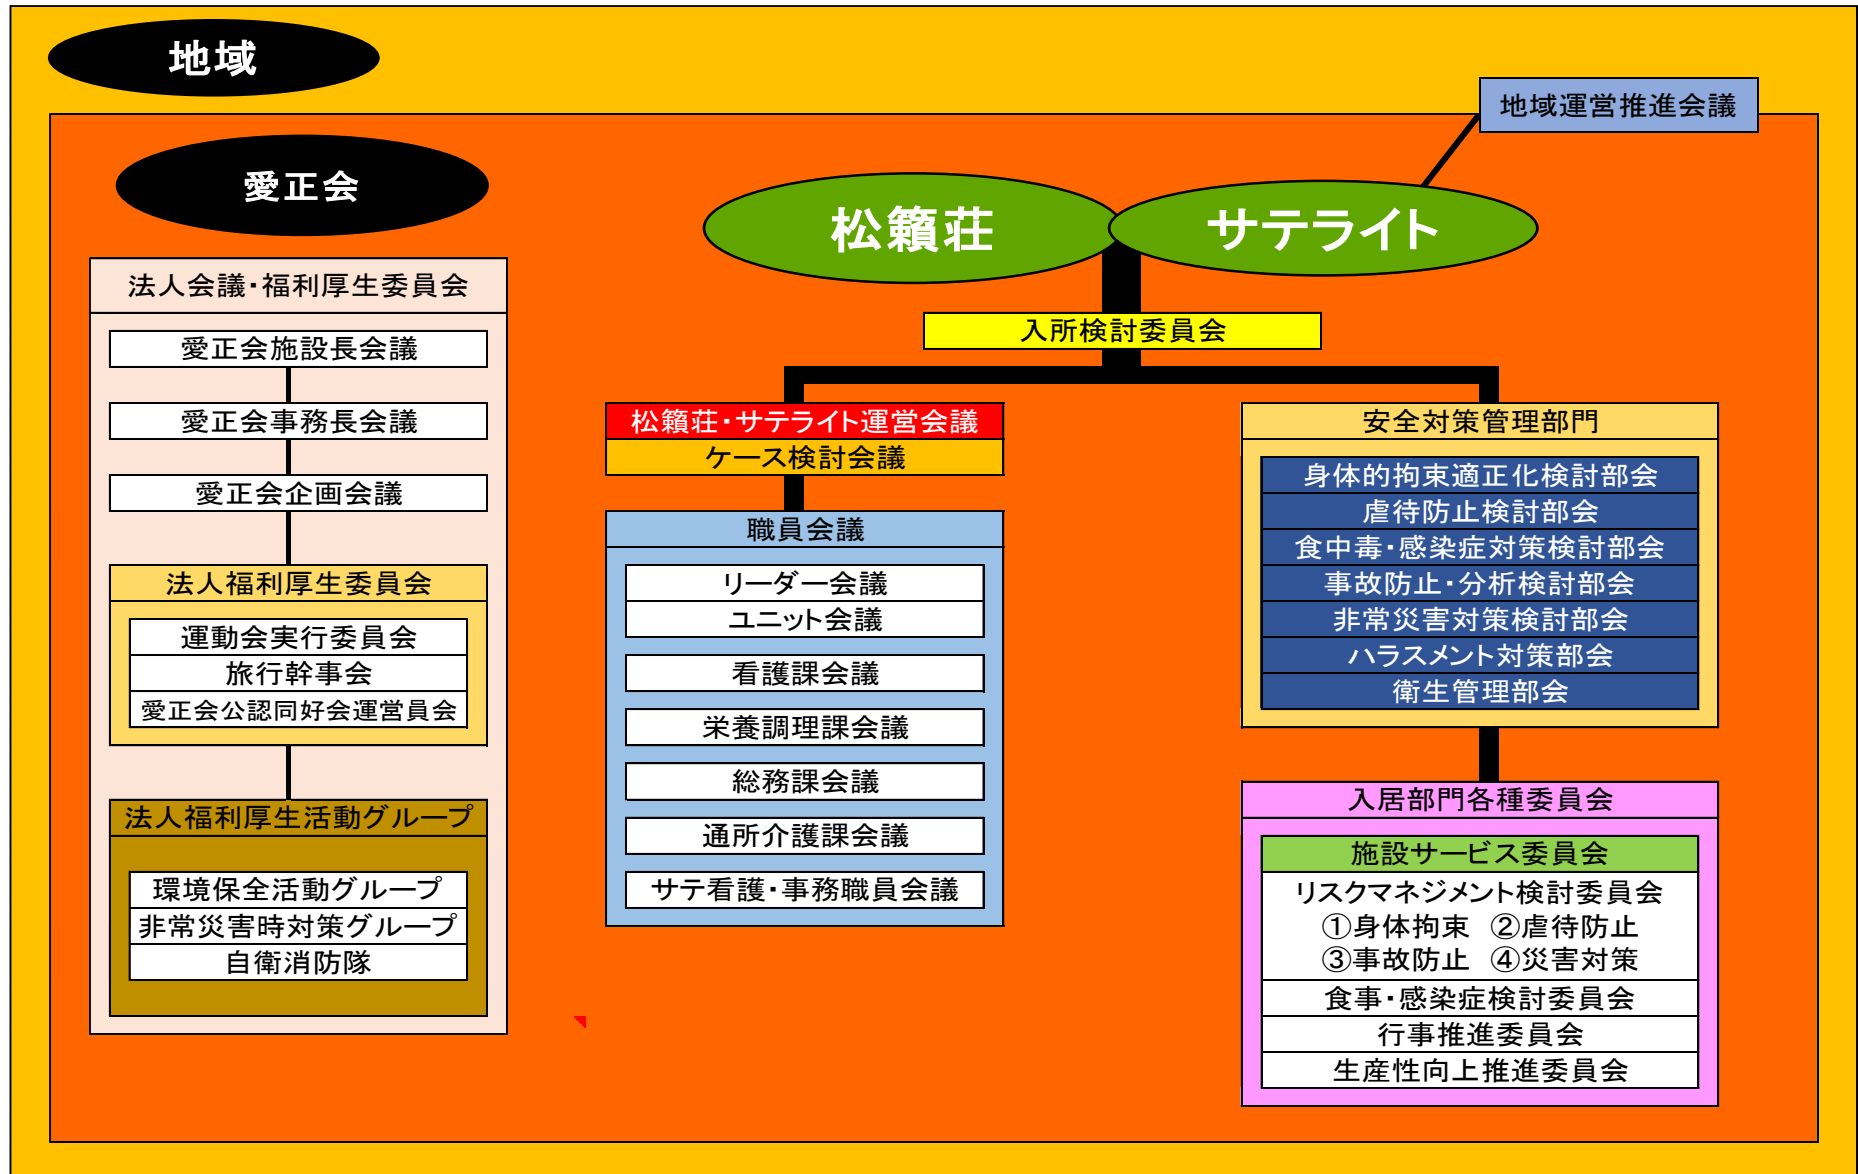 地域
地域運営推進会議
愛正会
松籟荘
サテライト
法人会議・福利厚生委員会
愛正会施設長会議
愛正会事務長会議
愛正会企画会議
法人福利厚生委員会
運動会実行委員会
旅行幹事会
愛正会公認同好会運営員会
法人福利厚生活動グループ
環境保全活動グループ
非常災害時対策グループ
自衛消防隊
入所検討委員会
松籟荘・サテライト運営会議
ケース検討会議
職員会議
リーダー会議
ユニット会議
看護課会議
栄養調理課会議
総務課会議
通所介護課会議
サテ看護・事務職員会議
安全対策管理部門
身体的拘束適正化検討部会
虐待防止検討部会
食中毒・感染症対策検討部会
事故防止・分析検討部会
非常災害対策検討部会
ハラスメント対策部会
衛生管理部会
入居部門各種委員会
施設サービス委員会
リスクマネジメント検討委員会
①身体拘束　②虐待防止
③事故防止　④災害対策
食事・感染症検討委員会
行事推進委員会
生産性向上推進委員会